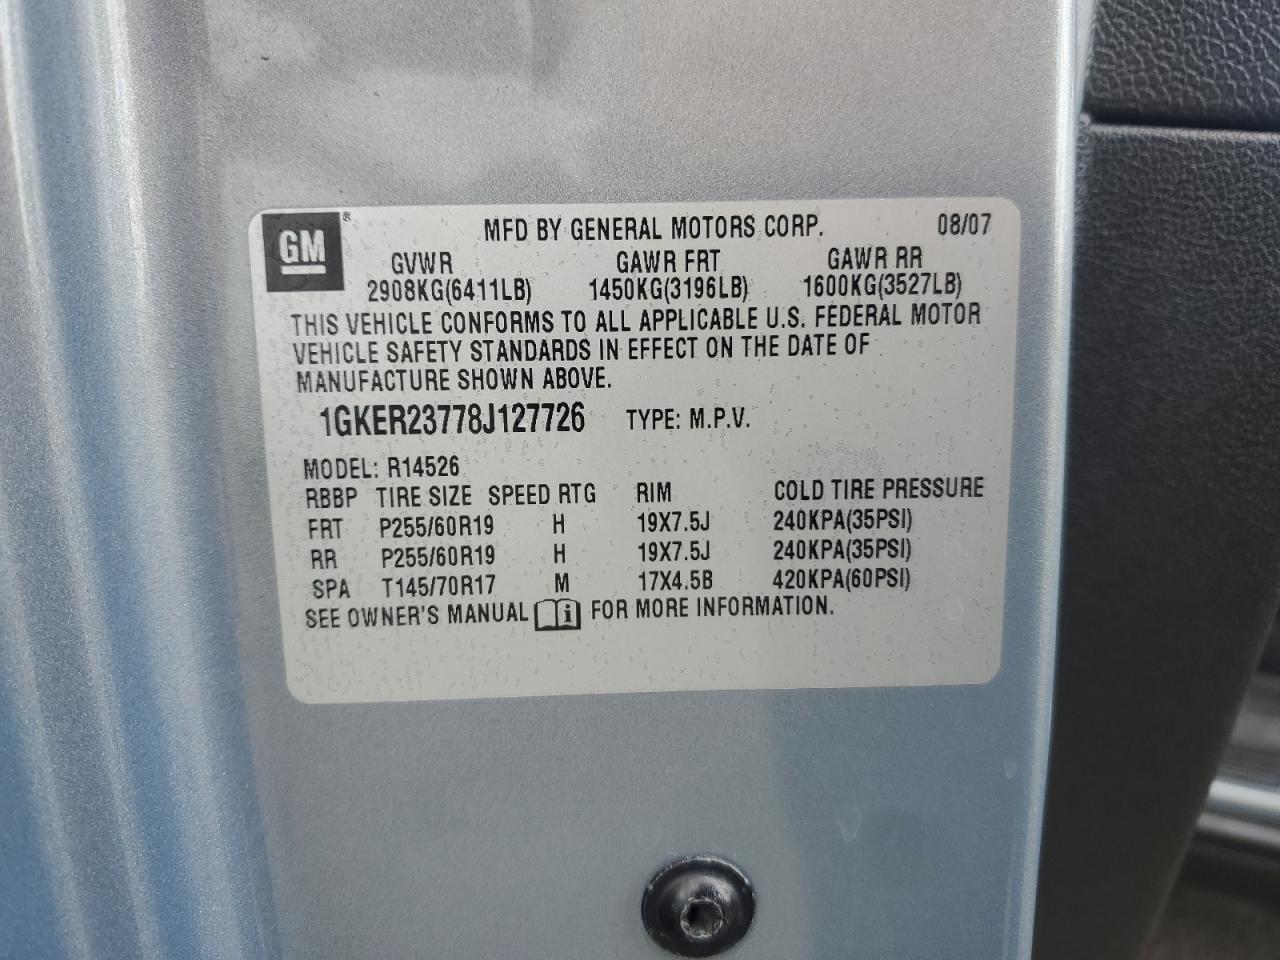 GM ® MFD BY GENERAL MOTORS CORP. 08/07
GVWR GAWR FRT GAWR RR
2908KG(6411LB) 1450KG(3196LB) 1600KG(3527LB)
THIS VEHICLE CONFORMS TO ALL APPLICABLE U.S. FEDERAL MOTOR
VEHICLE SAFETY STANDARDS IN EFFECT ON THE DATE OF
MANUFACTURE SHOWN ABOVE.
1GKER23778J127726 TYPE: M.P.V.
MODEL: R14526
RBBP TIRE SIZE SPEED RTG RIM COLD TIRE PRESSURE
FRT P255/60R19 H 19X7.5J 240KPA(35PSI)
RR P255/60R19 H 19X7.5J 240KPA(35PSI)
SPA T145/70R17 M 17X4.5B 420KPA(60PSI)
SEE OWNER'S MANUAL i FOR MORE INFORMATION.